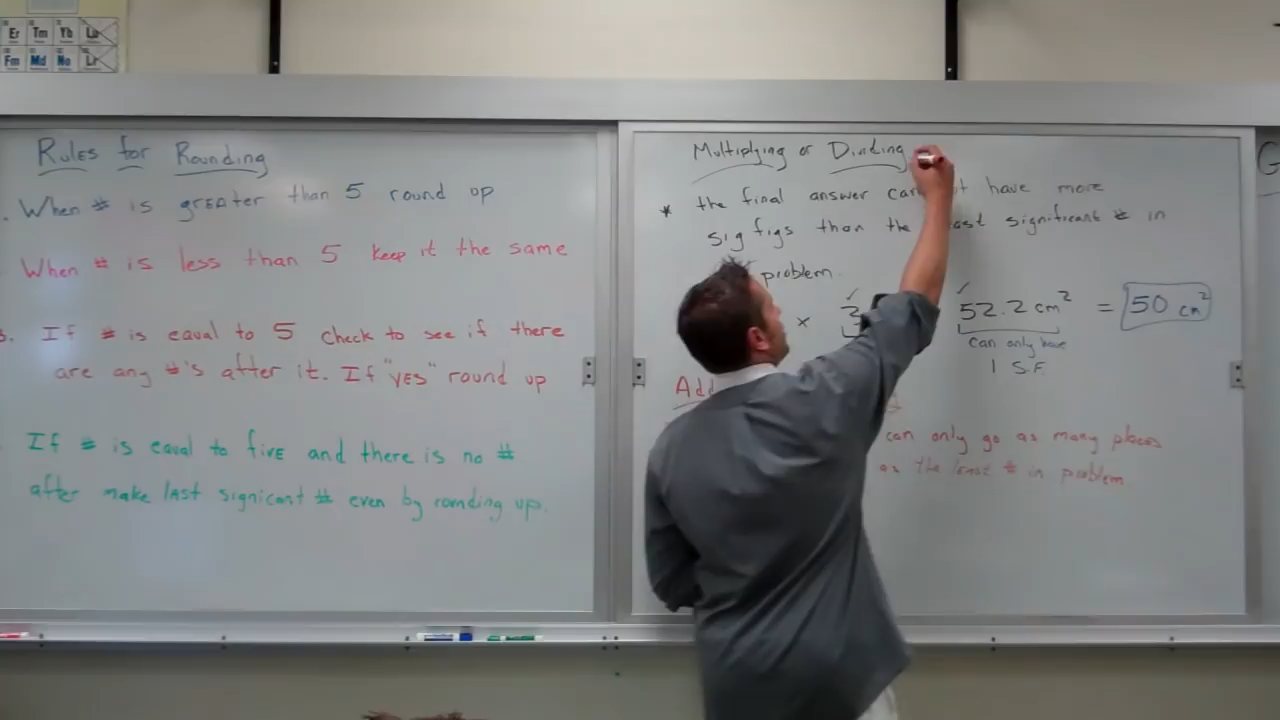 Er Tm Yb Lu
Fm Md No Lr
Rules for Rounding
. When # is greater than 5 round up
When # is less than 5 keep it the same
3. If # is equal to 5 check to see if there
are any #'s after it. If "yes" round up
If # is equal to five and there is no #
after make last signicant # even by rounding up.
Multiplying or Dividing
* the final answer can have more
sig figs than the significant # in
problem.
x 52.2 cm² = 50 cm²
can only have
1 S.F.
Add
can only go as many places
as the least # in problem
G